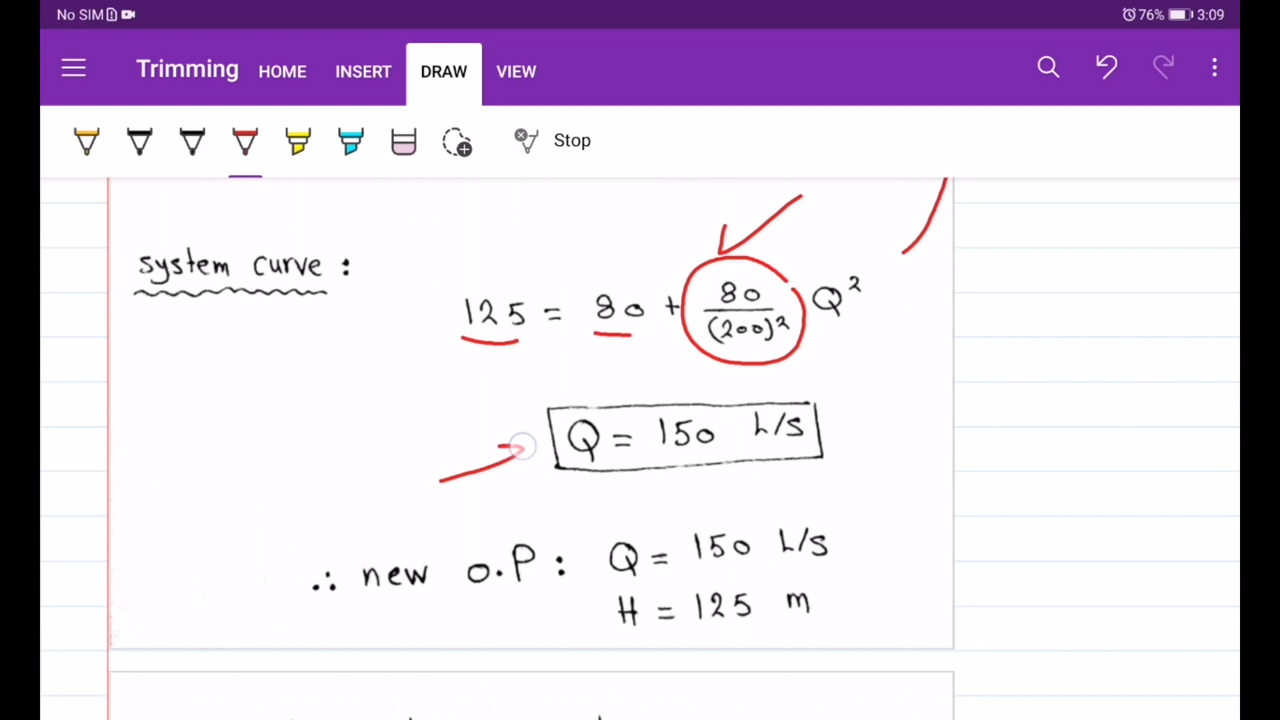 No SIM 76% 3:09
Trimming HOME INSERT DRAW VIEW
Stop
system curve :
125 = 80 + 80/(200)² Q²
Q = 150 L/s
∴ new o.P : Q = 150 L/s
H = 125 m